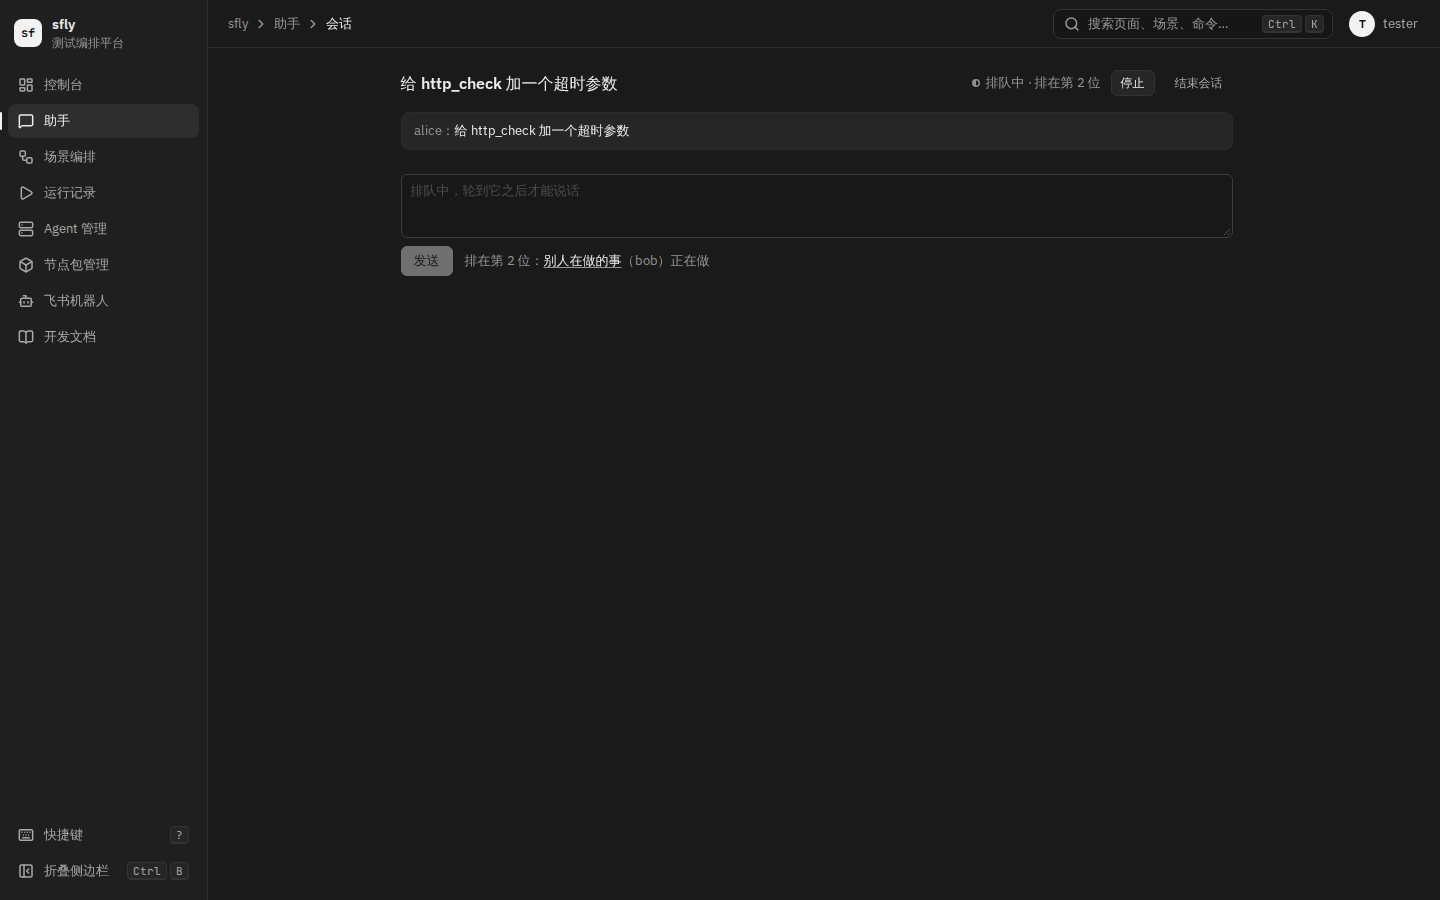 sf
sfly
测试编排平台
控制台
助手
场景编排
运行记录
Agent 管理
节点包管理
飞书机器人
开发文档
快捷键 ?
折叠侧边栏 Ctrl B
sfly > 助手 > 会话
搜索页面、场景、命令... Ctrl K
T tester
给 http_check 加一个超时参数
排队中 · 排在第 2 位 停止 结束会话
alice：给 http_check 加一个超时参数
排队中，轮到它之后才能说话
发送 排在第 2 位：别人在做的事（bob）正在做